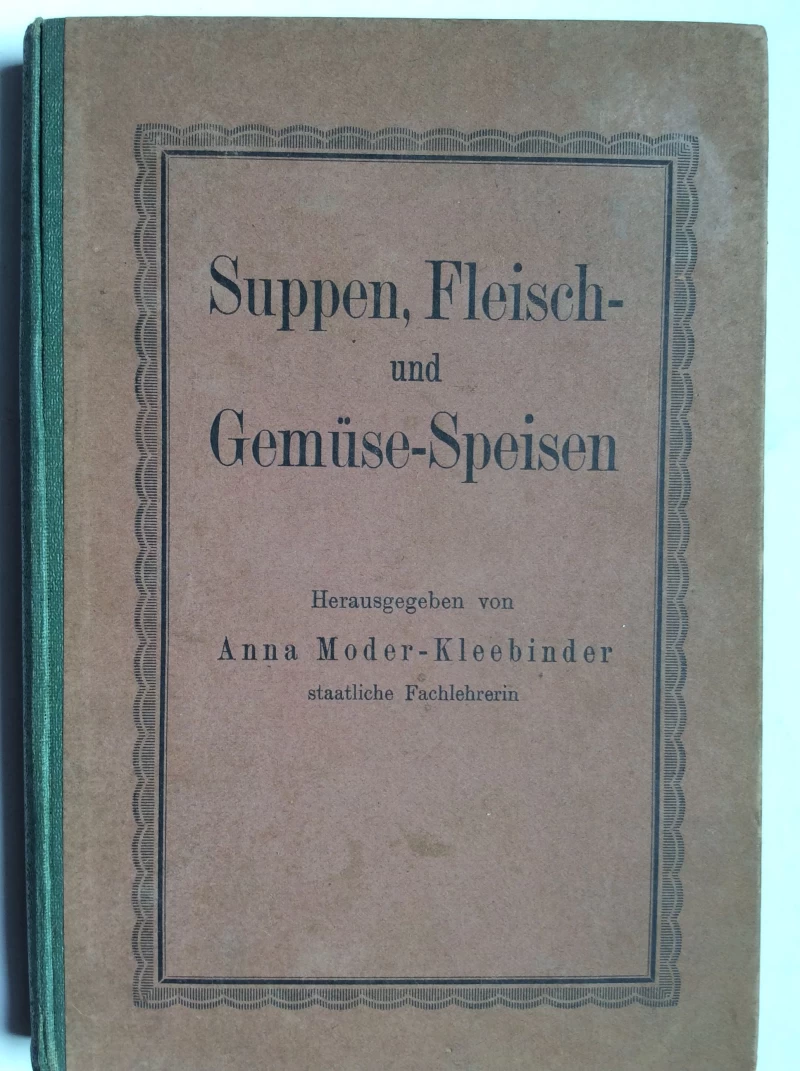 Suppen, Fleisch-
und
Gemüse-Speisen
Herausgegeben von
Anna Moder-Kleebinder
staatliche Fachlehrerin